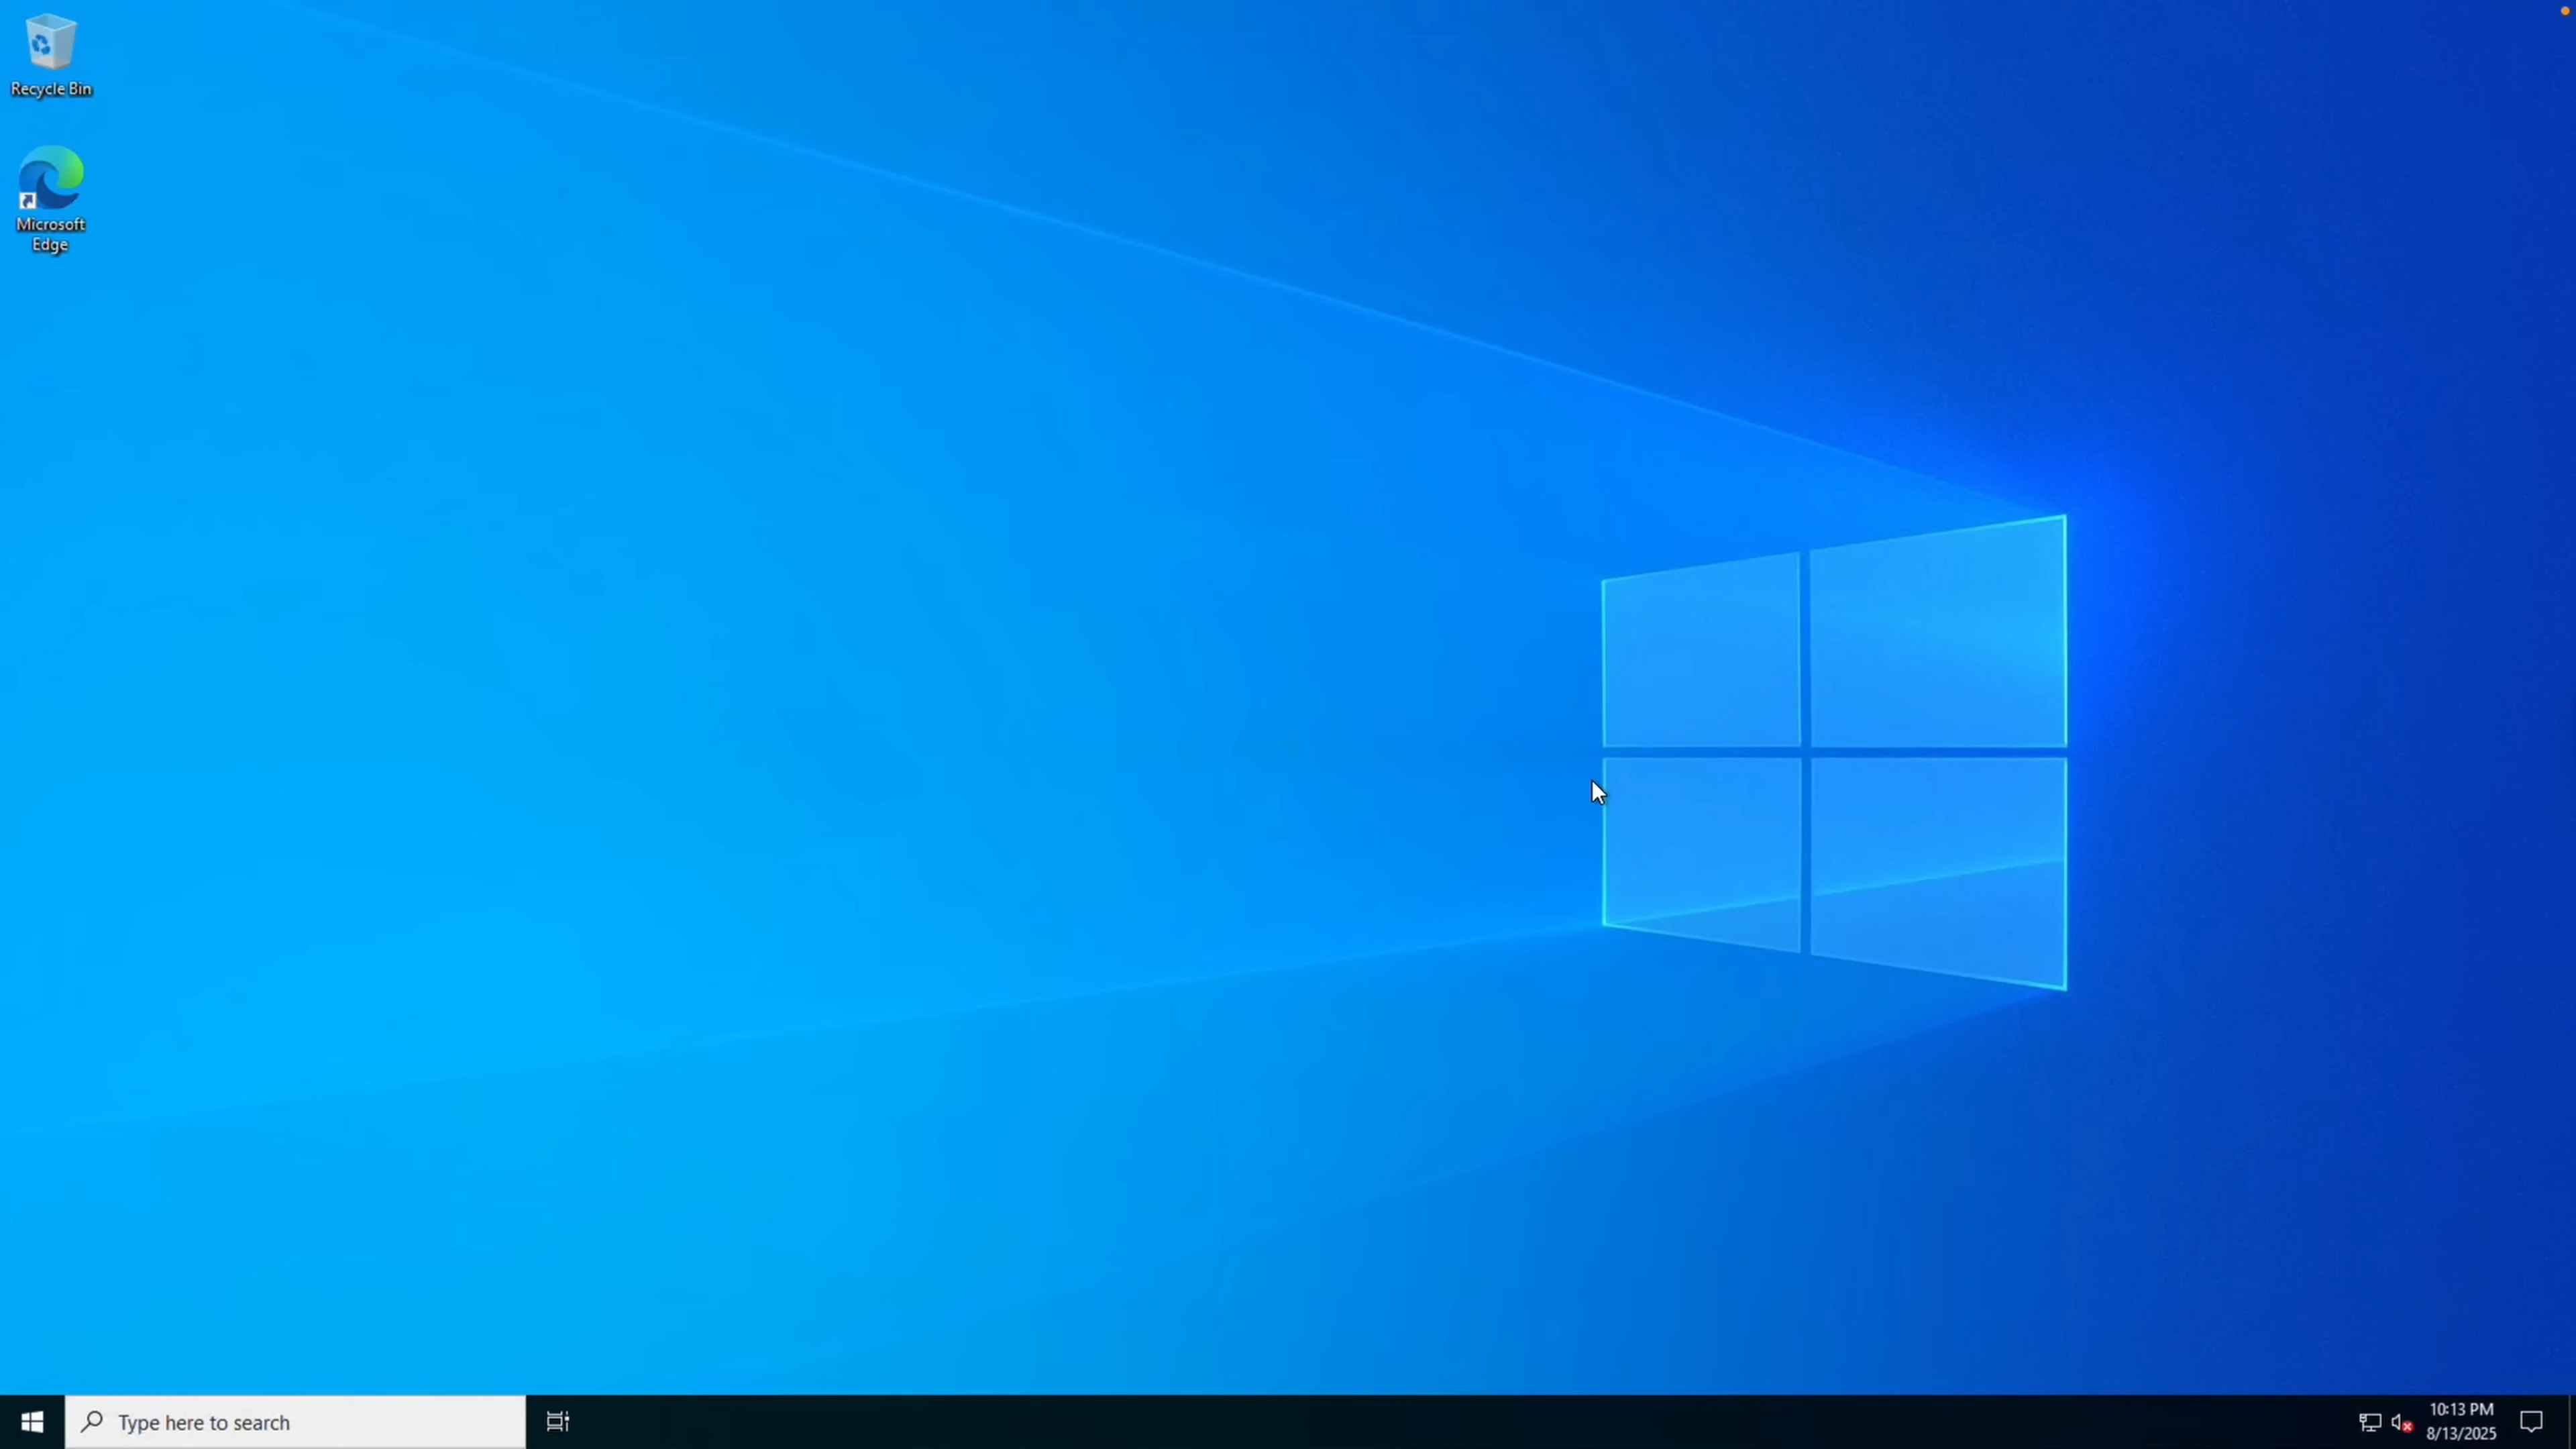 Recycle Bin
Microsoft
Edge
Type here to search
10:13 PM
8/13/2025